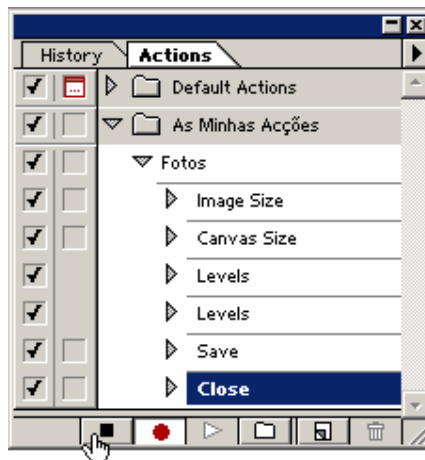 History Actions
Default Actions
As Minhas Acções
Fotos
Image Size
Canvas Size
Levels
Levels
Save
Close